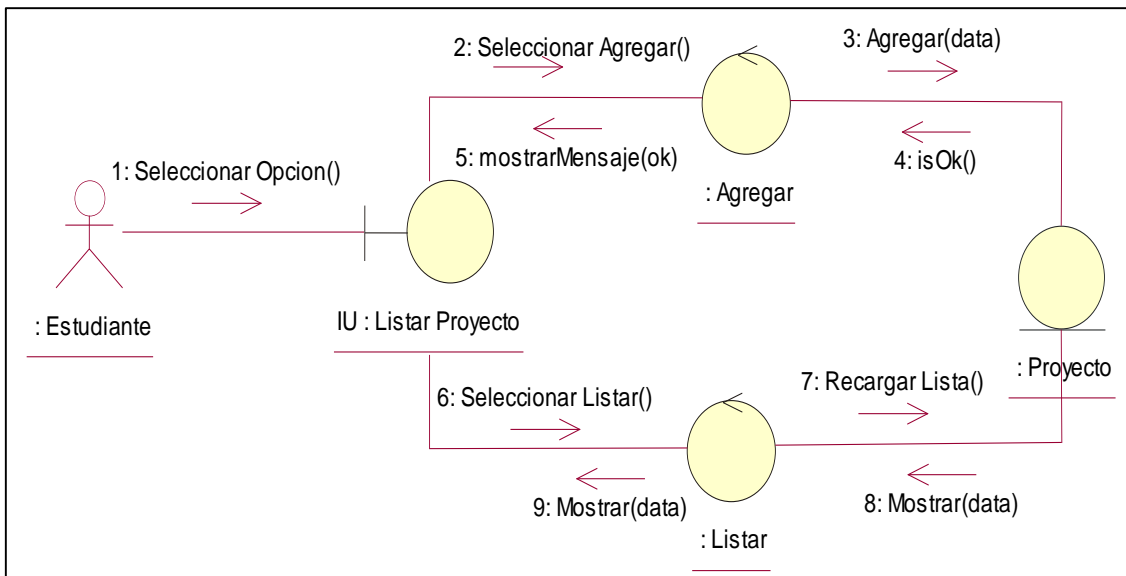 2: Seleccionar Agregar()
3: Agregar(data)
5: mostrarMensaje(ok)
4: isOk()
1: Seleccionar Opcion()
: Agregar
: Estudiante
IU : Listar Proyecto
: Proyecto
6: Seleccionar Listar()
7: Recargar Lista()
9: Mostrar(data)
8: Mostrar(data)
: Listar